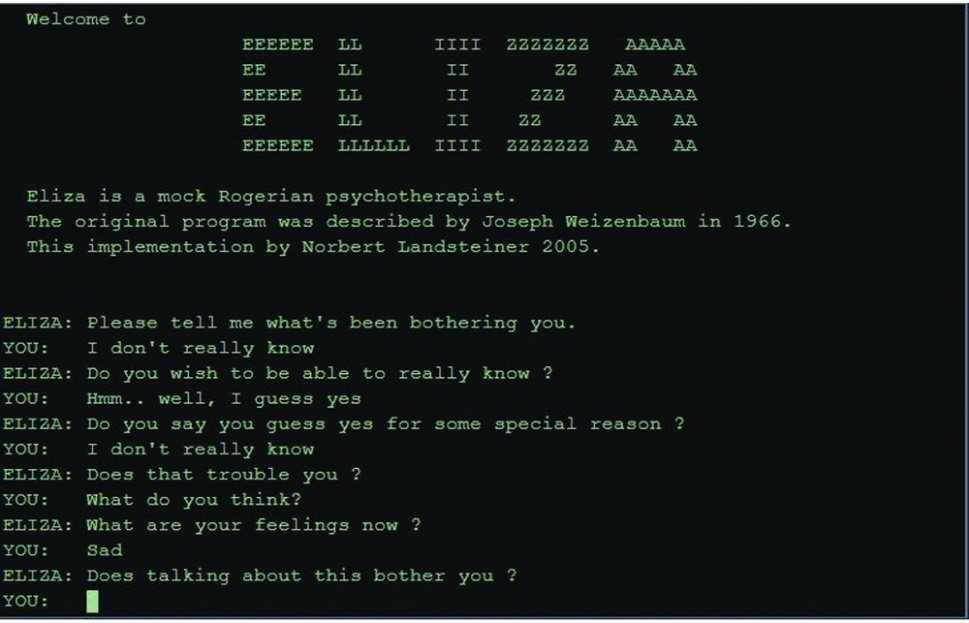 Welcome to
EEEEEE LL IIII ZZZZZZZ AAAAA
EE LL II ZZ AA AA
EEEEE LL II ZZZ AAAAAAA
EE LL II ZZ AA AA
EEEEEE LLLLLL IIII ZZZZZZZ AA AA
Eliza is a mock Rogerian psychotherapist.
The original program was described by Joseph Weizenbaum in 1966.
This implementation by Norbert Landsteiner 2005.
ELIZA: Please tell me what's been bothering you.
YOU: I don't really know
ELIZA: Do you wish to be able to really know ?
YOU: Hmm.. well, I guess yes
ELIZA: Do you say you guess yes for some special reason ?
YOU: I don't really know
ELIZA: Does that trouble you ?
YOU: What do you think?
ELIZA: What are your feelings now ?
YOU: Sad
ELIZA: Does talking about this bother you ?
YOU: